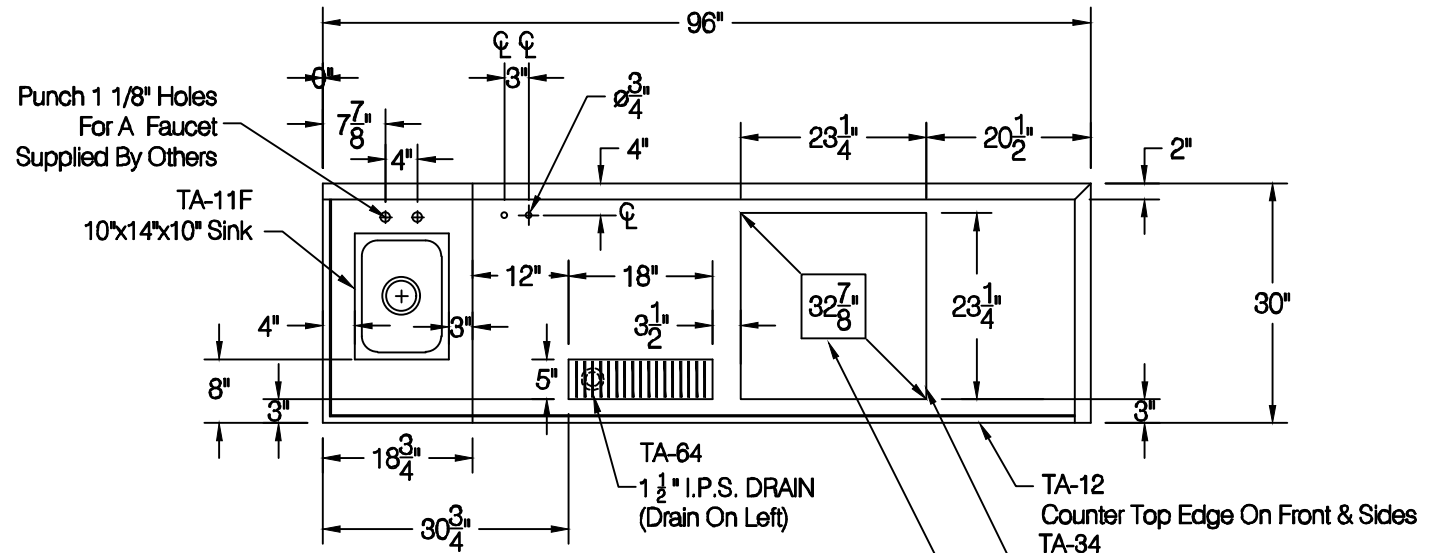 96"
℄ ℄
0"
3"
ø3/4"
Punch 1 1/8" Holes
For A Faucet
Supplied By Others
7 7/8"
4"
4"
23 1/4"
20 1/2"
2"
TA-11F
10"x14"x10" Sink
℄
12"
18"
32 7/8
23 1/4"
30"
4"
3"
3 1/2"
8"
5"
3"
3"
18 3/4"
TA-64
1 1/2" I.P.S. DRAIN
(Drain On Left)
30 3/4"
TA-12
Counter Top Edge On Front & Sides
TA-34